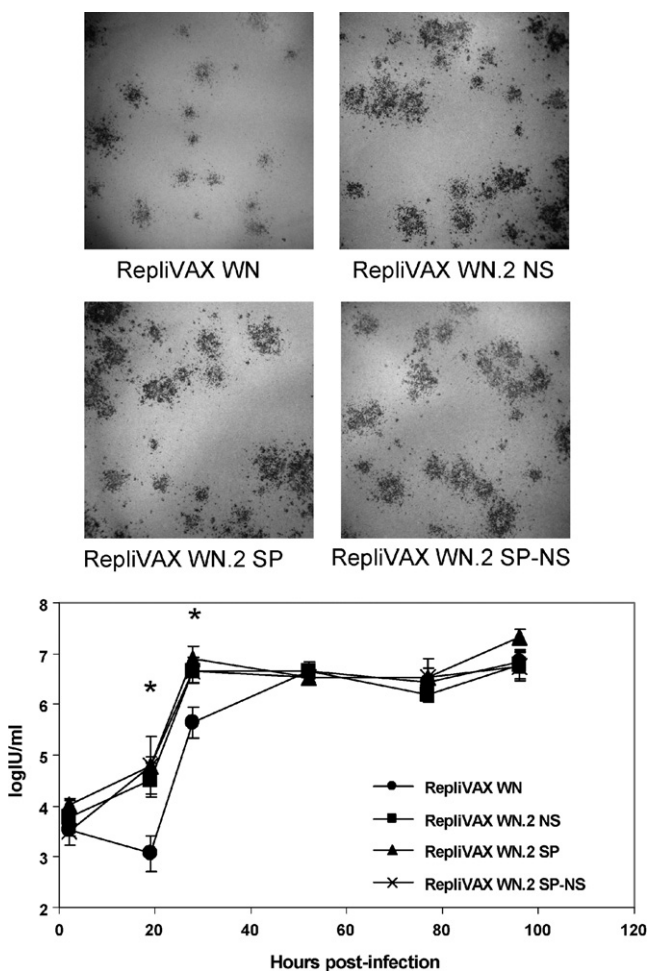 RepliVAX WN
RepliVAX WN.2 NS
RepliVAX WN.2 SP
RepliVAX WN.2 SP-NS
8
7
6
5
4
3
2
logIU/ml
*
*
RepliVAX WN
RepliVAX WN.2 NS
RepliVAX WN.2 SP
RepliVAX WN.2 SP-NS
0 20 40 60 80 100 120
Hours post-infection